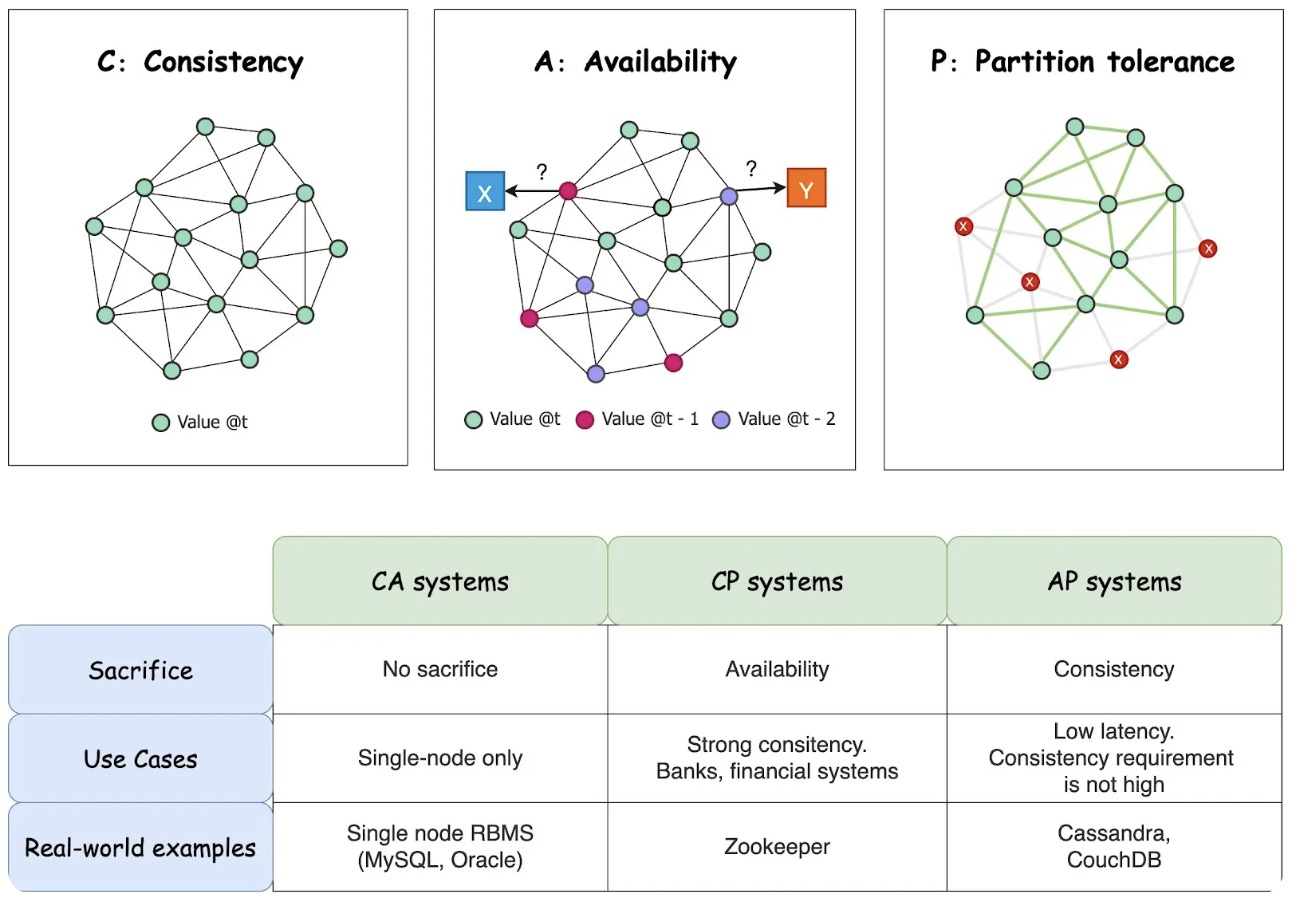 C: Consistency
Value @t
A: Availability
?
?
X
Y
Value @t
Value @t - 1
Value @t - 2
P: Partition tolerance
X
X
X
X
CA systems
CP systems
AP systems
Sacrifice
No sacrifice
Availability
Consistency
Use Cases
Single-node only
Strong consitency.
Banks, financial systems
Low latency.
Consistency requirement
is not high
Real-world examples
Single node RBMS
(MySQL, Oracle)
Zookeeper
Cassandra,
CouchDB